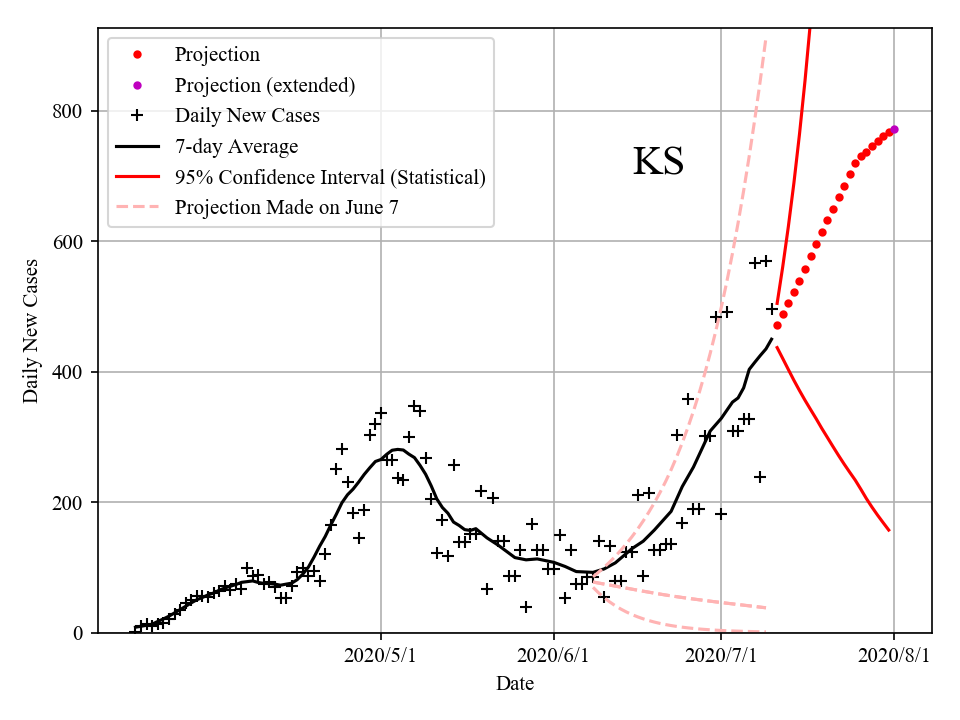 Projection
Projection (extended)
Daily New Cases
7-day Average
95% Confidence Interval (Statistical)
Projection Made on June 7
KS
800
600
400
200
0
Daily New Cases
2020/5/1 2020/6/1 2020/7/1 2020/8/1
Date